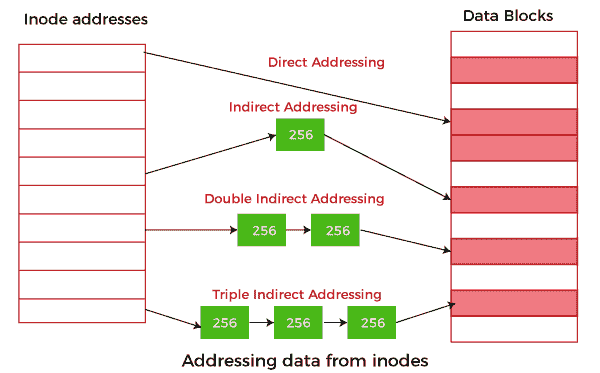 Inode addresses
Data Blocks
Direct Addressing
Indirect Addressing
256
Double Indirect Addressing
256 256
Triple Indirect Addressing
256 256 256
Addressing data from inodes